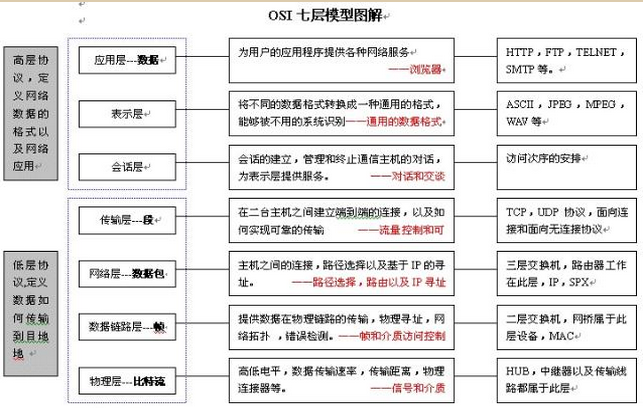 OSI 七层模型图解
高层协
议，定
义网络
数据的
格式以
及网络
应用
应用层---数据
为用户的应用程序提供各种网络服务
——浏览器
HTTP，FTP，TELNET，
SMTP 等。
表示层
将不同的数据格式转换成一种通用的格式，
能够被不用的系统识别——通用的数据格式
ASCII，JPEG，MPEG，
WAV 等
会话层
会话的建立，管理和终止通信主机的对话，
为表示层提供服务。 ——对话和交谈
访问次序的安排
低层协
议,定义
数据如
何传输
到目地
地
传输层---段
在二台主机之间建立端到端的连接，以及如
何实现可靠的传输 ——流量控制和可
TCP，UDP 协议，面向连
接和面向无连接协议
网络层---数据包
主机之间的连接，路径选择以及基于 IP 的寻
址。 ——路径选择，路由以及 IP 寻址
三层交换机，路由器工作
在此层，IP，SPX
数据链路层---帧
提供数据在物理链路的传输，物理寻址，网
络拓扑 ，错误检测。——帧和介质访问控制
二层交换机，网桥属于此
层设备，MAC
物理层---比特流
高低电平，数据传输速率，传输距离，物理
连接器等。 ——信号和介质
HUB，中继器以及传输线
路都属于此层